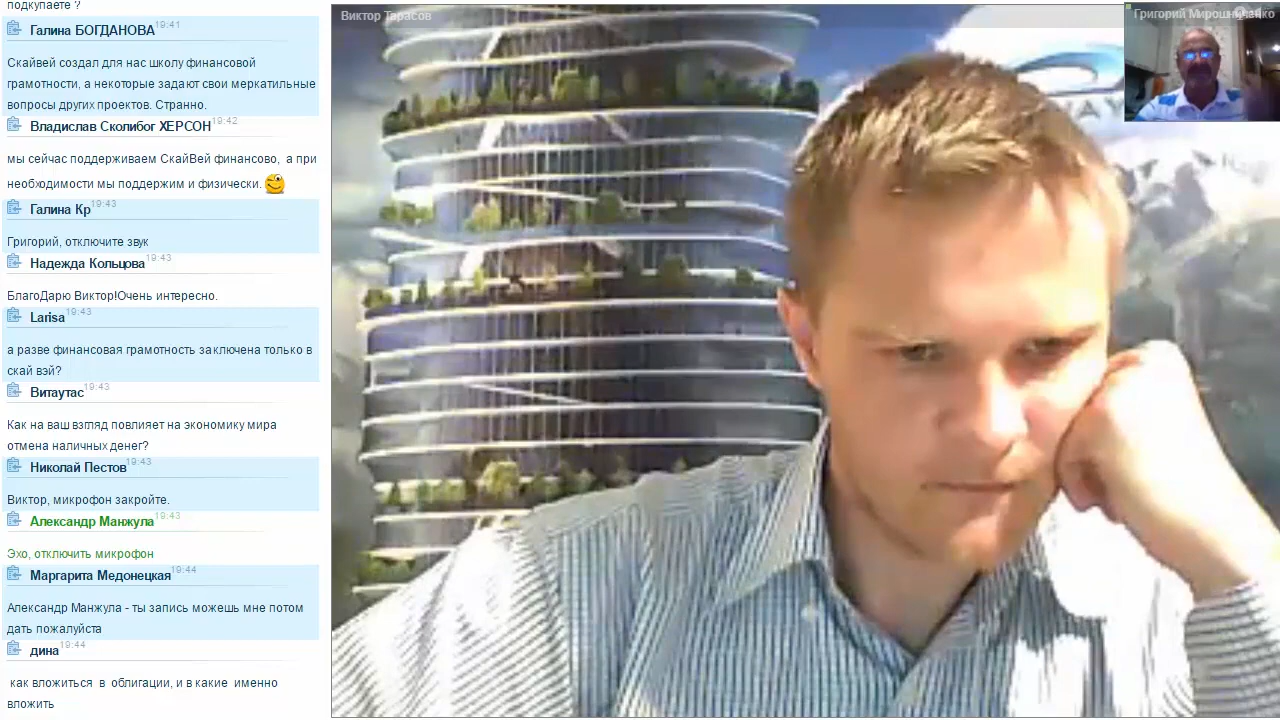 подкупаете ?
Галина БОГДАНОВА 19:41
Скайвей создал для нас школу финансовой
грамотности, а некоторые задают свои меркатильные
вопросы других проектов. Странно.
Владислав Сколибог ХЕРСОН 19:42
мы сейчас поддерживаем СкайВей финансово, а при
необходимости мы поддержим и физически.
Галина Кр 19:43
Григорий, отключите звук
Надежда Кольцова 19:43
БлагоДарю Виктор!Очень интересно.
Larisa 19:43
а разве финансовая грамотность заключена только в
скай вэй?
Витаутас 19:43
Как на ваш взгляд повлияет на экономику мира
отмена наличных денег?
Николай Пестов 19:43
Виктор, микрофон закройте.
Александр Манжула 19:43
Эхо, отключить микрофон
Маргарита Медонецкая 19:44
Александр Манжула - ты запись можешь мне потом
дать пожалуйста
дина 19:44
как вложиться в облигации, и в какие именно
вложить
Виктор Тарасов
Григорий Мирошниченко